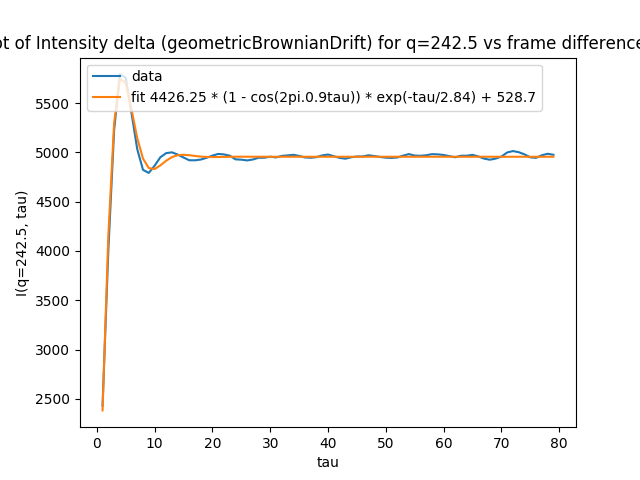 of Intensity delta (geometricBrownianDrift) for q=242.5 vs frame difference
data
fit 4426.25 * (1 - cos(2pi.0.9tau)) * exp(-tau/2.84) + 528.7
I(q=242.5, tau)
5500
5000
4500
4000
3500
3000
2500
0 10 20 30 40 50 60 70 80
tau